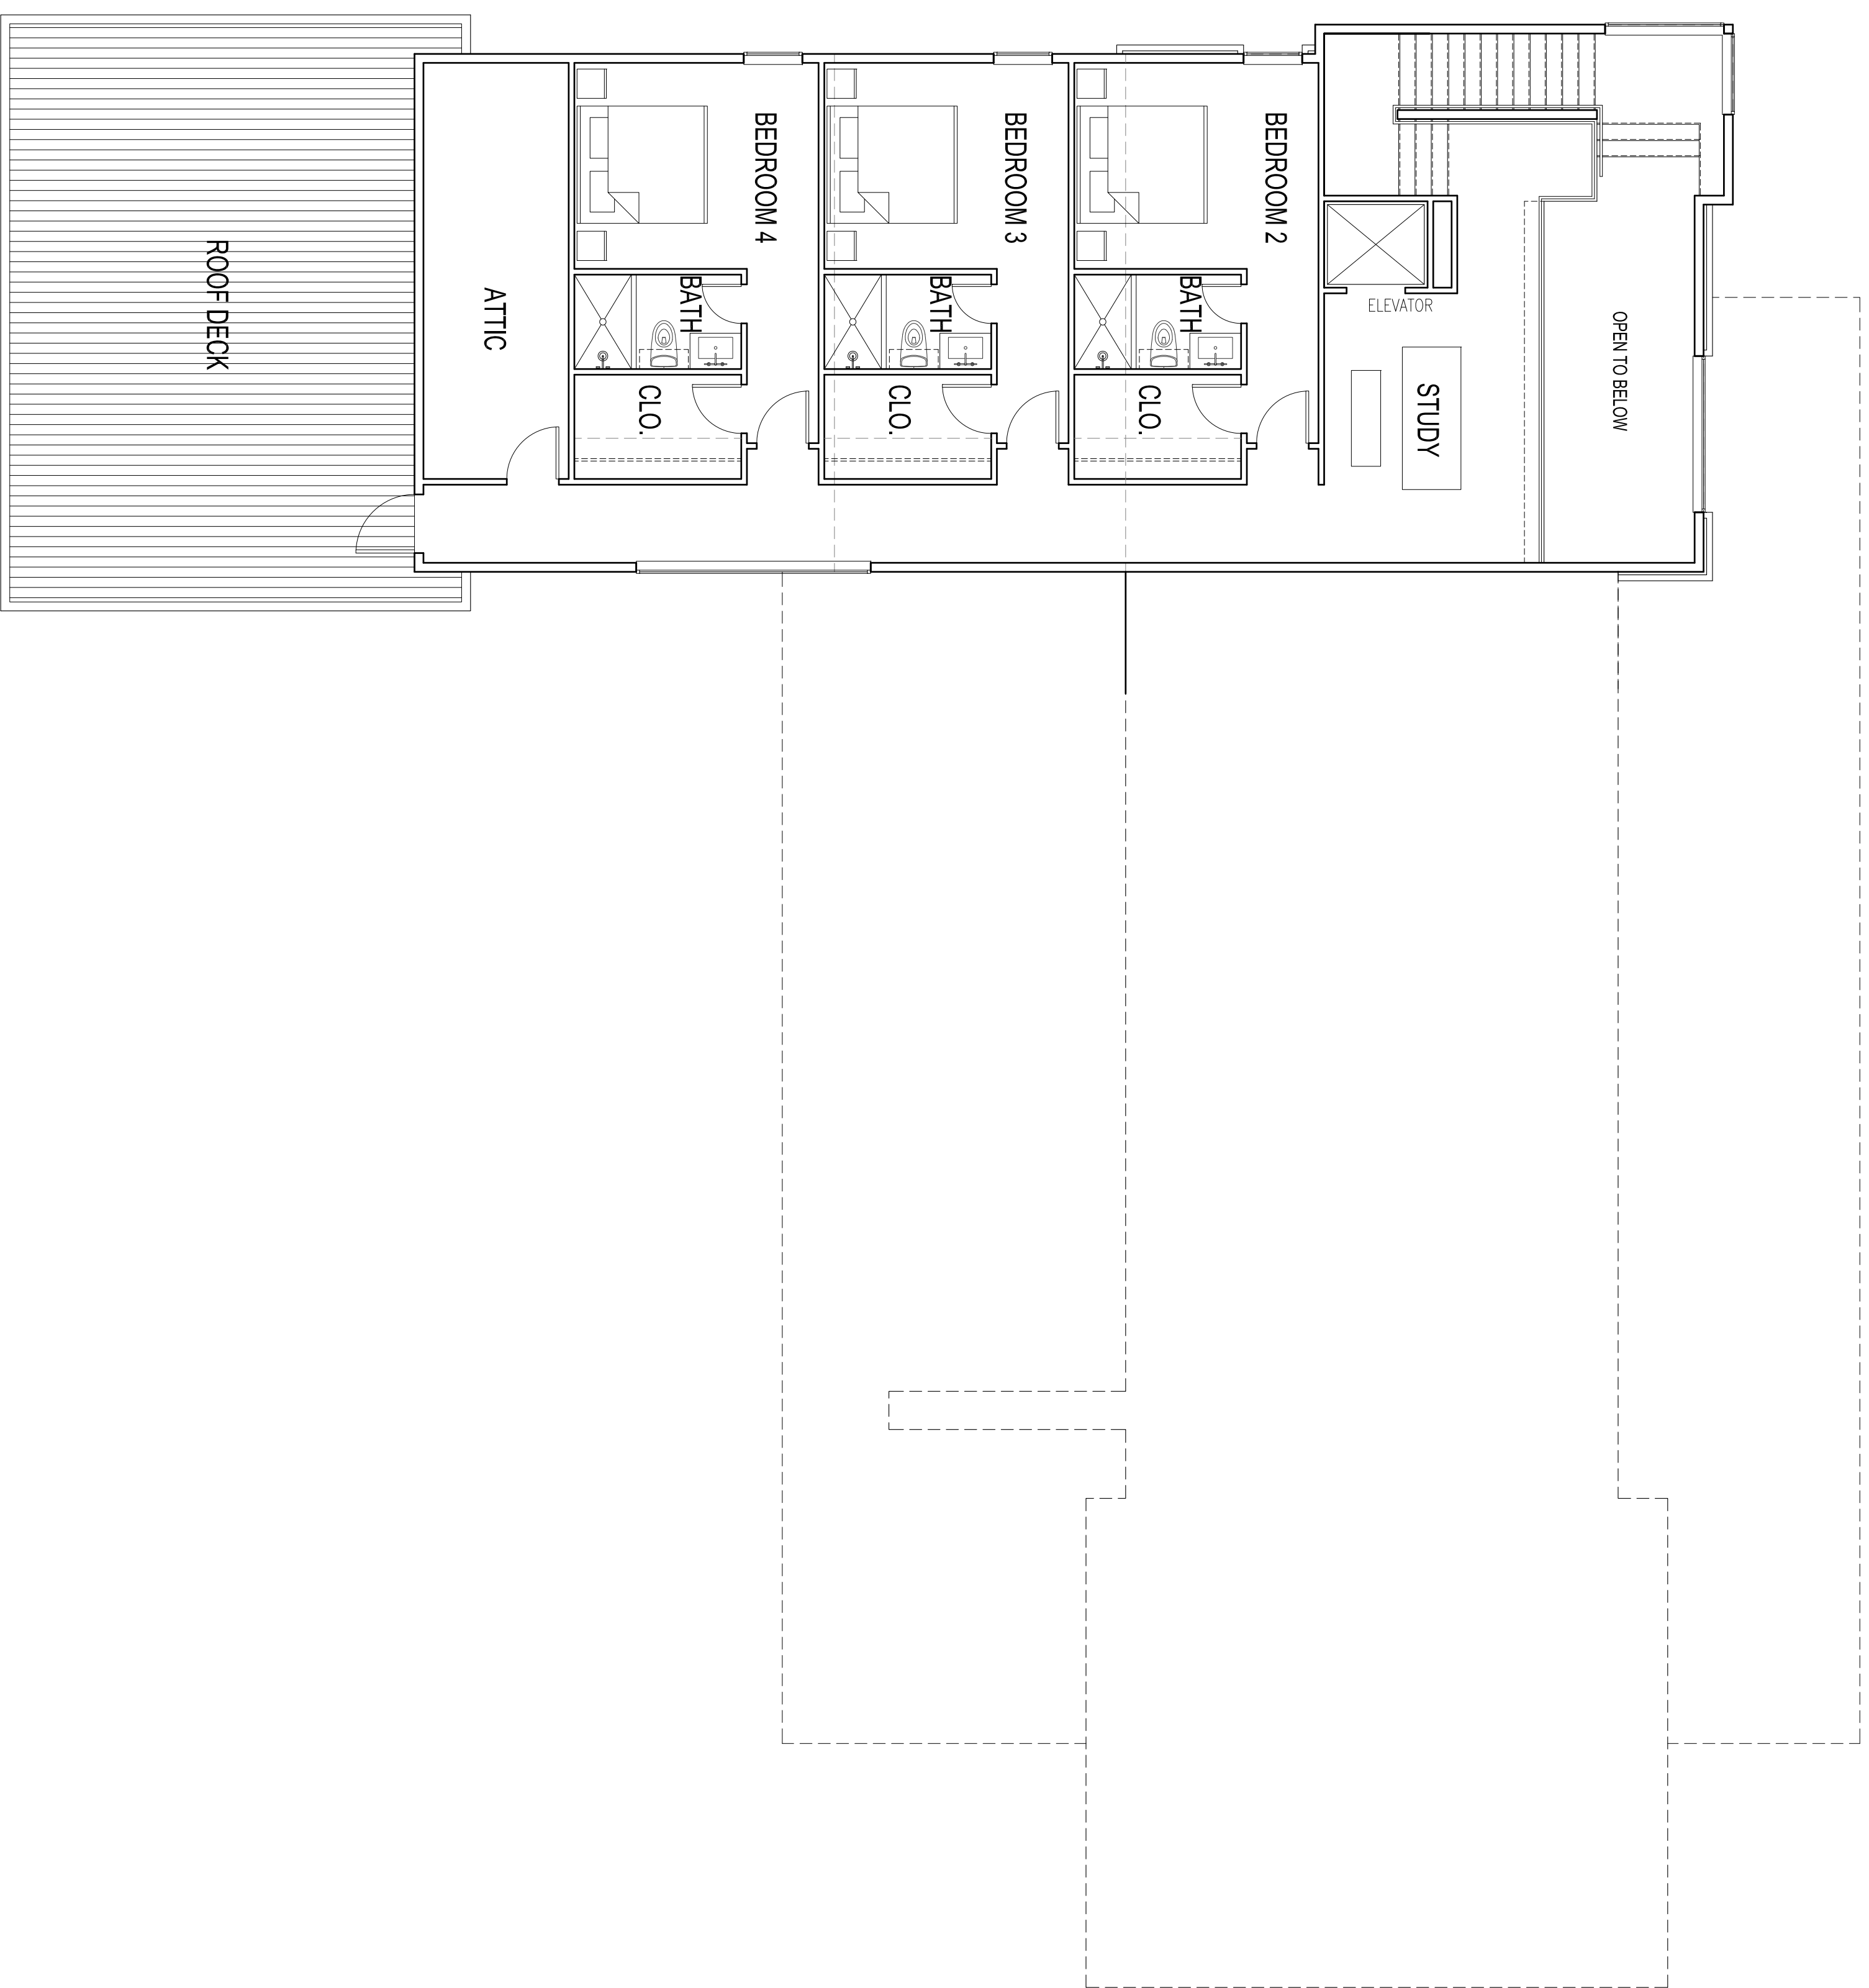 OPEN TO BELOW
STUDY
ELEVATOR
BEDROOM 2
BATH
CLO.
BEDROOM 3
BATH
CLO.
BEDROOM 4
BATH
CLO.
ATTIC
ROOF DECK